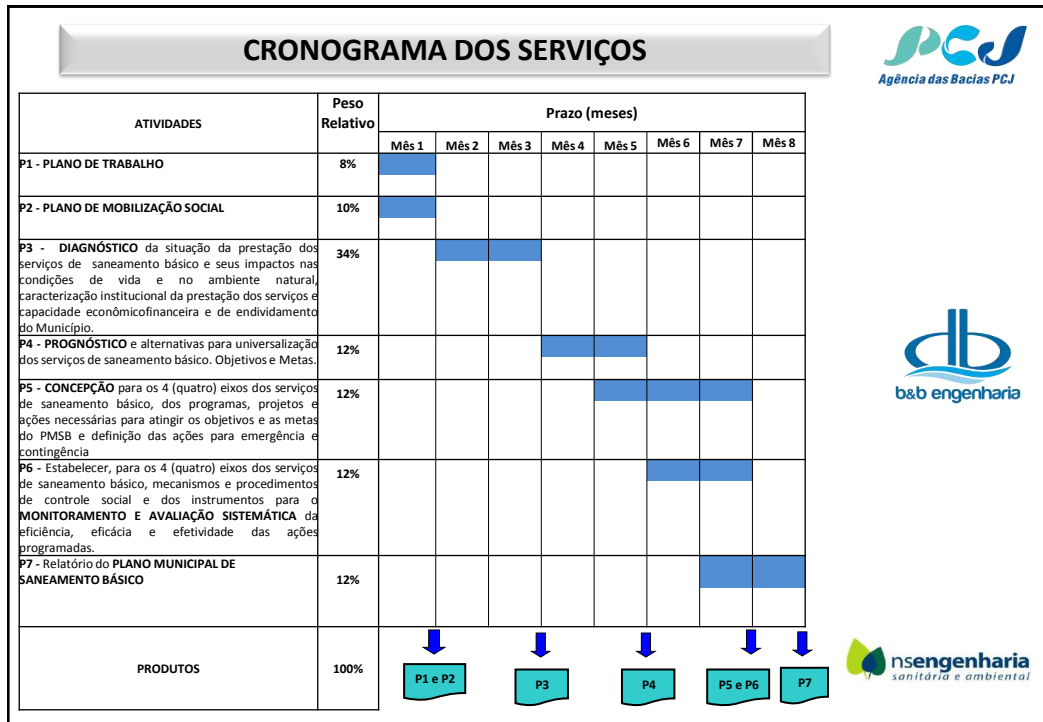 CRONOGRAMA DOS SERVIÇOS
PCJ
Agência das Bacias PCJ
ATIVIDADES
Peso
Relativo
Prazo (meses)
Mês 1 Mês 2 Mês 3 Mês 4 Mês 5 Mês 6 Mês 7 Mês 8
P1 - PLANO DE TRABALHO
8%
P2 - PLANO DE MOBILIZAÇÃO SOCIAL
10%
P3 - DIAGNÓSTICO da situação da prestação dos
serviços de saneamento básico e seus impactos nas
condições de vida e no ambiente natural,
caracterização institucional da prestação dos serviços e
capacidade econômicofinanceira e de endividamento
do Município.
34%
P4 - PROGNÓSTICO e alternativas para universalização
dos serviços de saneamento básico. Objetivos e Metas.
12%
P5 - CONCEPÇÃO para os 4 (quatro) eixos dos serviços
de saneamento básico, dos programas, projetos e
ações necessárias para atingir os objetivos e as metas
do PMSB e definição das ações para emergência e
contingência
12%
P6 - Estabelecer, para os 4 (quatro) eixos dos serviços
de saneamento básico, mecanismos e procedimentos
de controle social e dos instrumentos para o
MONITORAMENTO E AVALIAÇÃO SISTEMÁTICA da
eficiência, eficácia e efetividade das ações
programadas.
12%
P7 - Relatório do PLANO MUNICIPAL DE
SANEAMENTO BÁSICO
12%
PRODUTOS
100%
P1 e P2
P3
P4
P5 e P6
P7
b&b engenharia
nsengenharia
sanitária e ambiental